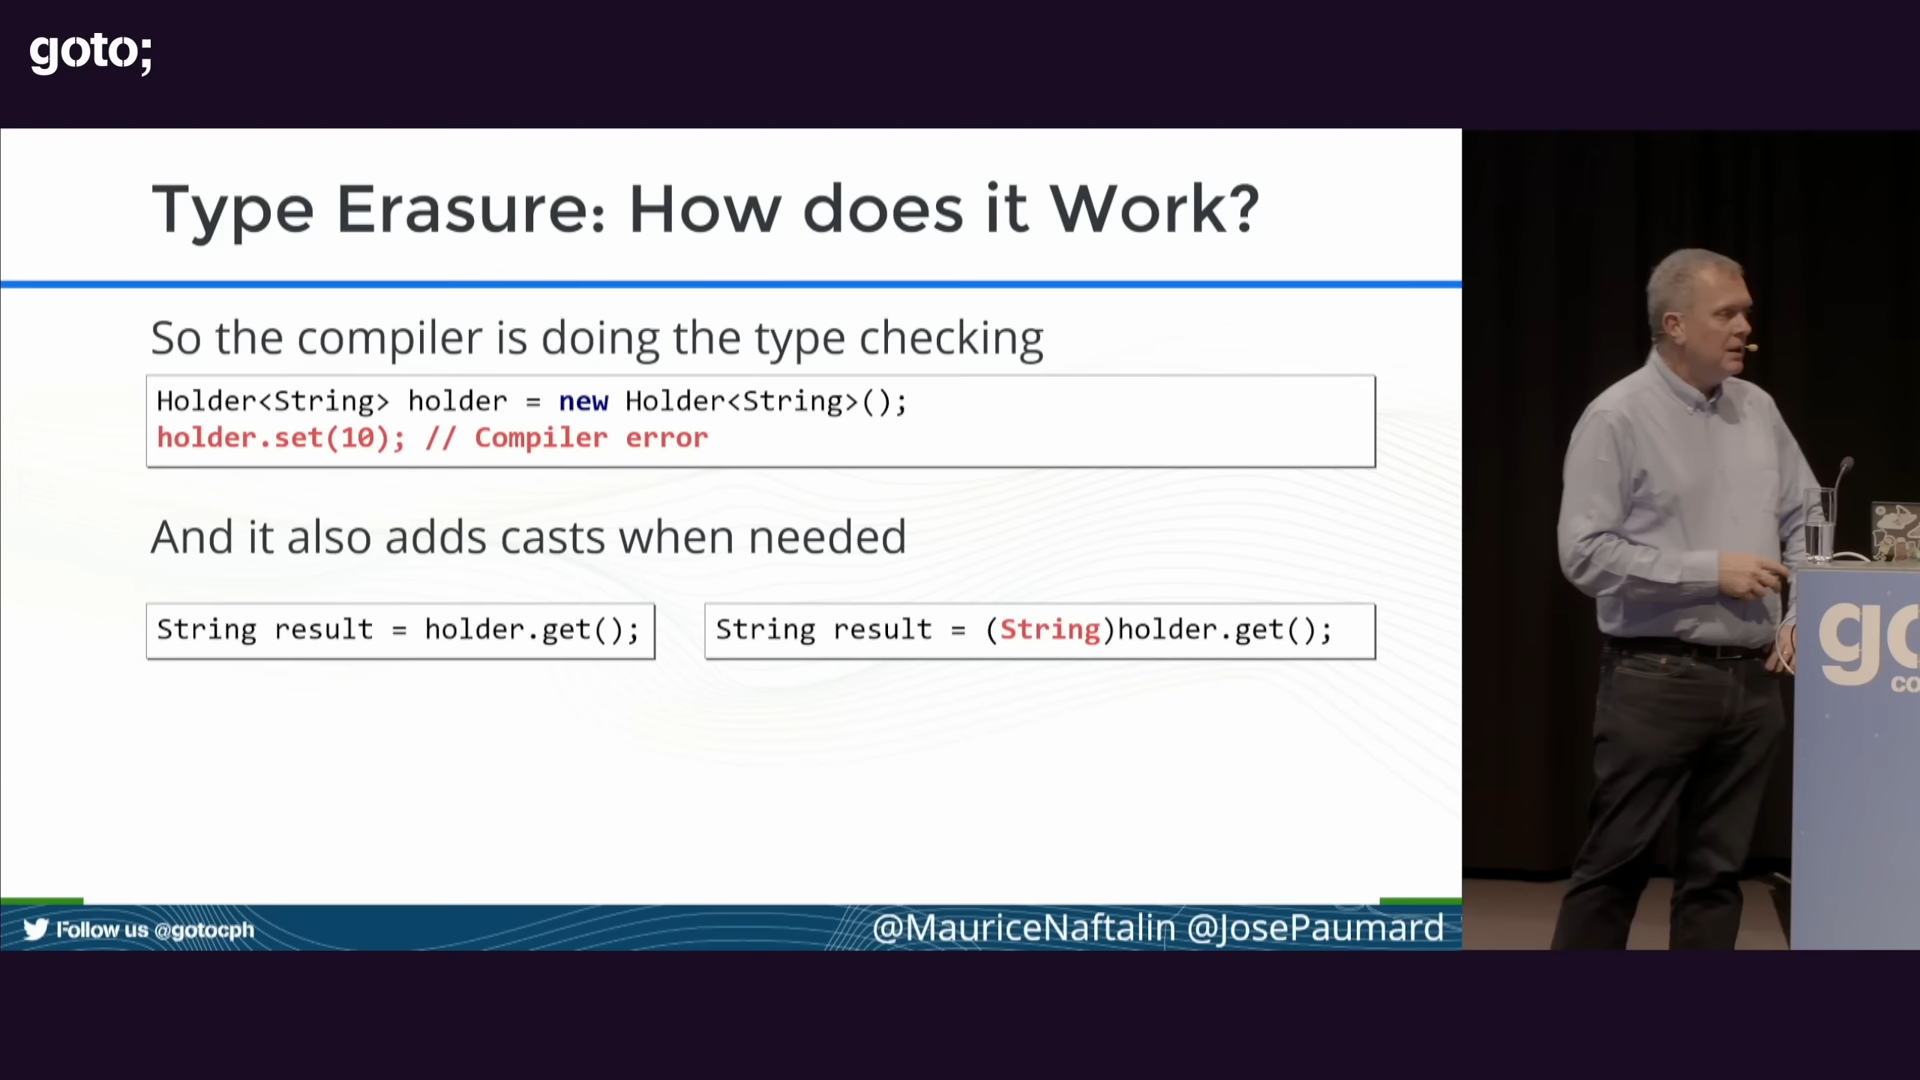 goto;
Type Erasure: How does it Work?
So the compiler is doing the type checking
Holder<String> holder = new Holder<String>();
holder.set(10); // Compiler error
And it also adds casts when needed
String result = holder.get();
String result = (String)holder.get();
Follow us @gotocph
@MauriceNaftalin @JosePaumard
go
co